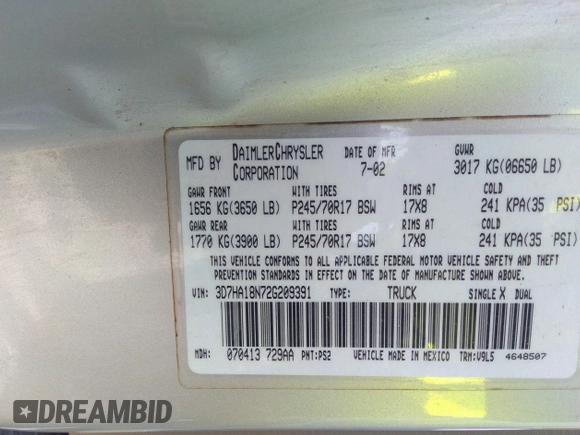 MFD BY DAIMLERCHRYSLER CORPORATION
DATE OF MFR 7-02
GVWR 3017 KG(06650 LB)
GAWR FRONT WITH TIRES RIMS AT COLD
1656 KG(3650 LB) P245/70R17 BSW 17X8 241 KPA(35 PSI)
GAWR REAR WITH TIRES RIMS AT COLD
1770 KG(3900 LB) P245/70R17 BSW 17X8 241 KPA(35 PSI)
THIS VEHICLE CONFORMS TO ALL APPLICABLE FEDERAL MOTOR VEHICLE SAFETY AND THEFT
PREVENTION STANDARDS IN EFFECT ON THE DATE OF MANUFACTURE SHOWN ABOVE
VIN: 3D7HA18N72G209391 TYPE: TRUCK SINGLE X DUAL
MDH: 070413 729AA PNT:PS2 VEHICLE MADE IN MEXICO TRM:V9L5 4648507
DREAMBID